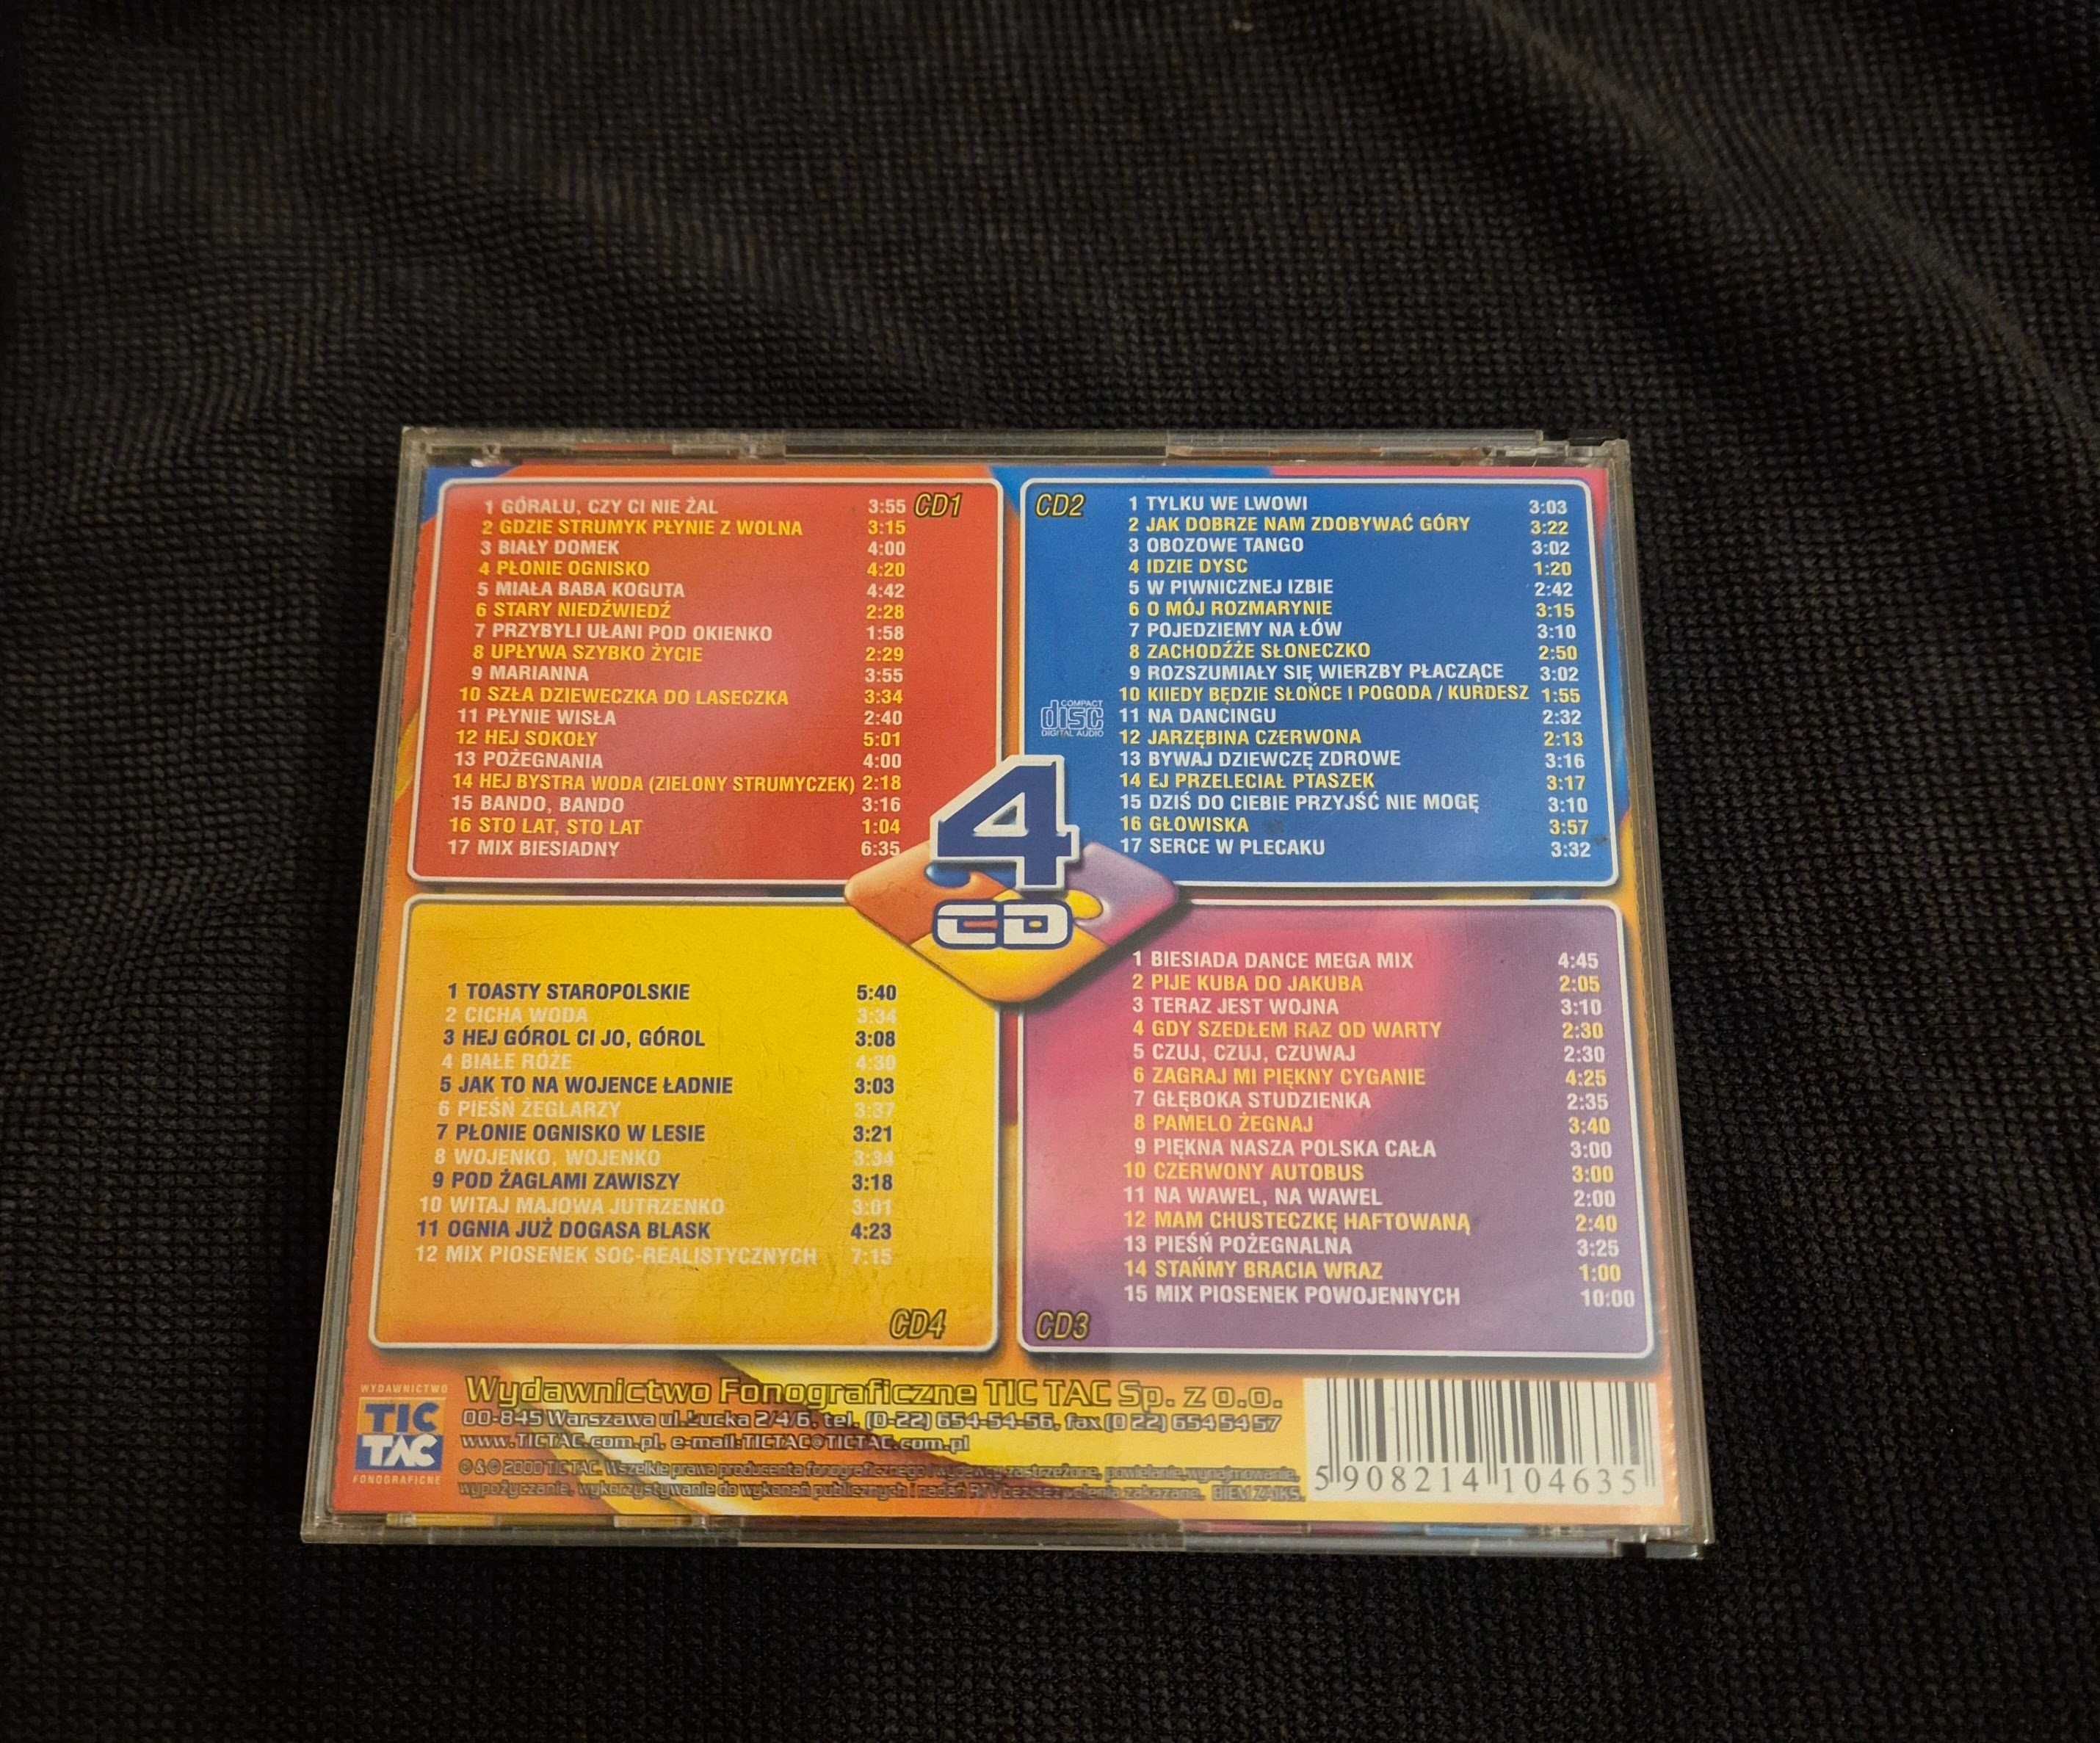 1 GÓRALU, CZY CI NIE ŻAL 3:55
2 GDZIE STRUMYK PŁYNIE Z WOLNA 3:15
3 BIAŁY DOMEK 4:00
4 PŁONIE OGNISKO 4:20
5 MIAŁA BABA KOGUTA 4:42
6 STARY NIEDŹWIEDŹ 2:28
7 PRZYBYLI UŁANI POD OKIENKO 1:58
8 UPŁYWA SZYBKO ŻYCIE 2:29
9 MARIANNA 3:55
10 SZŁA DZIEWECZKA DO LASECZKA 3:34
11 PŁYNIE WISŁA 2:40
12 HEJ SOKOŁY 5:01
13 POŻEGNANIA 4:00
14 HEJ BYSTRA WODA (ZIELONY STRUMYCZEK) 2:18
15 BANDO, BANDO 3:16
16 STO LAT, STO LAT 1:04
17 MIX BIESIADNY 6:35
CD1
CD2
1 TYLKU WE LWOWI 3:03
2 JAK DOBRZE NAM ZDOBYWAĆ GÓRY 3:22
3 OBOZOWE TANGO 3:02
4 IDZIE DYSC 1:20
5 W PIWNICZNEJ IZBIE 2:42
6 O MÓJ ROZMARYNIE 3:15
7 POJEDZIEMY NA ŁÓW 3:10
8 ZACHODŹŻE SŁONECZKO 2:50
9 ROZSZUMIAŁY SIĘ WIERZBY PŁACZĄCE 3:02
10 KIIEDY BĘDZIE SŁOŃCE I POGODA / KURDESZ 1:55
11 NA DANCINGU 2:32
12 JARZĘBINA CZERWONA 2:13
13 BYWAJ DZIEWCZĘ ZDROWE 3:16
14 EJ PRZELECIAŁ PTASZEK 3:17
15 DZIŚ DO CIEBIE PRZYJŚĆ NIE MOGĘ 3:10
16 GŁOWISKA 3:57
17 SERCE W PLECAKU 3:32
COMPACT
disc
DIGITAL AUDIO
4
CD
1 TOASTY STAROPOLSKIE 5:40
2 CICHA WODA 3:34
3 HEJ GÓROL CI JO, GÓROL 3:08
4 BIAŁE RÓŻE 4:30
5 JAK TO NA WOJENCE ŁADNIE 3:03
6 PIEŚŃ ŻEGLARZY 3:37
7 PŁONIE OGNISKO W LESIE 3:21
8 WOJENKO, WOJENKO 3:34
9 POD ŻAGLAMI ZAWISZY 3:18
10 WITAJ MAJOWA JUTRZENKO 3:01
11 OGNIA JUŻ DOGASA BLASK 4:23
12 MIX PIOSENEK SOC-REALISTYCZNYCH 7:15
CD4
1 BIESIADA DANCE MEGA MIX 4:45
2 PIJE KUBA DO JAKUBA 2:05
3 TERAZ JEST WOJNA 3:10
4 GDY SZEDŁEM RAZ OD WARTY 2:30
5 CZUJ, CZUJ, CZUWAJ 2:30
6 ZAGRAJ MI PIĘKNY CYGANIE 4:25
7 GŁĘBOKA STUDZIENKA 2:35
8 PAMELO ŻEGNAJ 3:40
9 PIĘKNA NASZA POLSKA CAŁA 3:00
10 CZERWONY AUTOBUS 3:00
11 NA WAWEL, NA WAWEL 2:00
12 MAM CHUSTECZKĘ HAFTOWANĄ 2:40
13 PIEŚŃ POŻEGNALNA 3:25
14 STAŃMY BRACIA WRAZ 1:00
15 MIX PIOSENEK POWOJENNYCH 10:00
CD3
WYDAWNICTWO
TIC
TAC
FONOGRAFICNE
Wydawnictwo Fonograficzne TIC TAC Sp. z o.o.
00-845 Warszawa ul.Łucka 2/4/6, tel. (0-22) 654-54-56, fax (0 22) 654 54 57
www.TICTAC.com.pl, e-mail:TICTAC@TICTAC.com.pl
℗ & © 2000 TIC TAC. Wszelkie prawa producenta fonograficznego i wydawcy zastrzeżone, powielanie, wynajmowanie,
wypożyczanie, wykorzystywanie do wykonań publicznych i nadań RTV bez zezwolenia zakazane. BIEM ZAIKS.
5 908214 104635